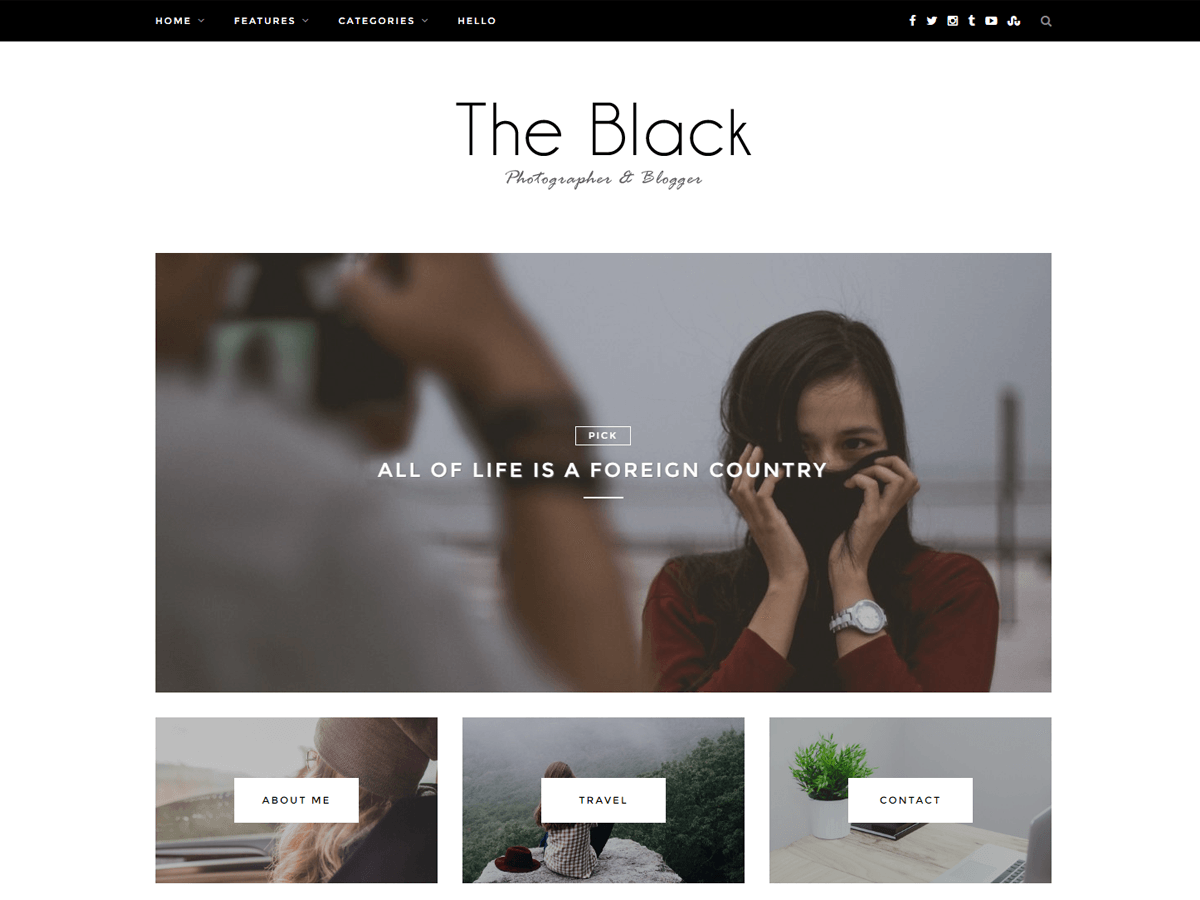 HOME FEATURES CATEGORIES HELLO
The Black
Photographer & Blogger
PICK
ALL OF LIFE IS A FOREIGN COUNTRY
ABOUT ME TRAVEL CONTACT